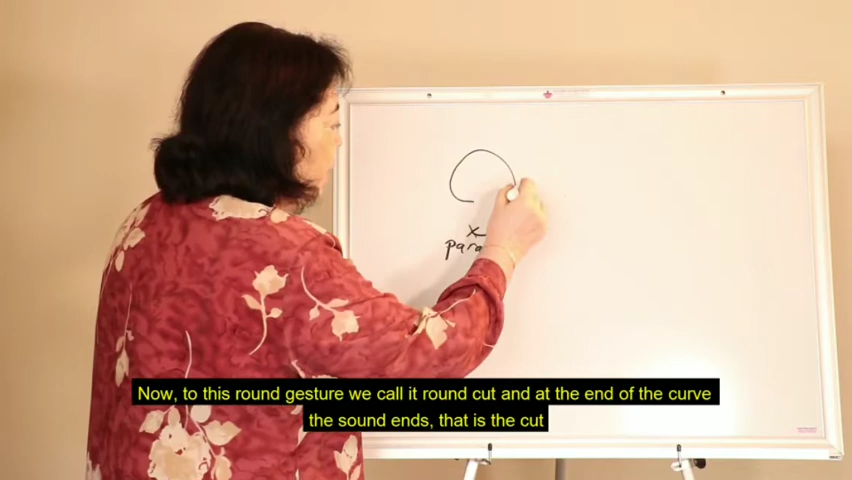 x
para
Now, to this round gesture we call it round cut and at the end of the curve
the sound ends, that is the cut